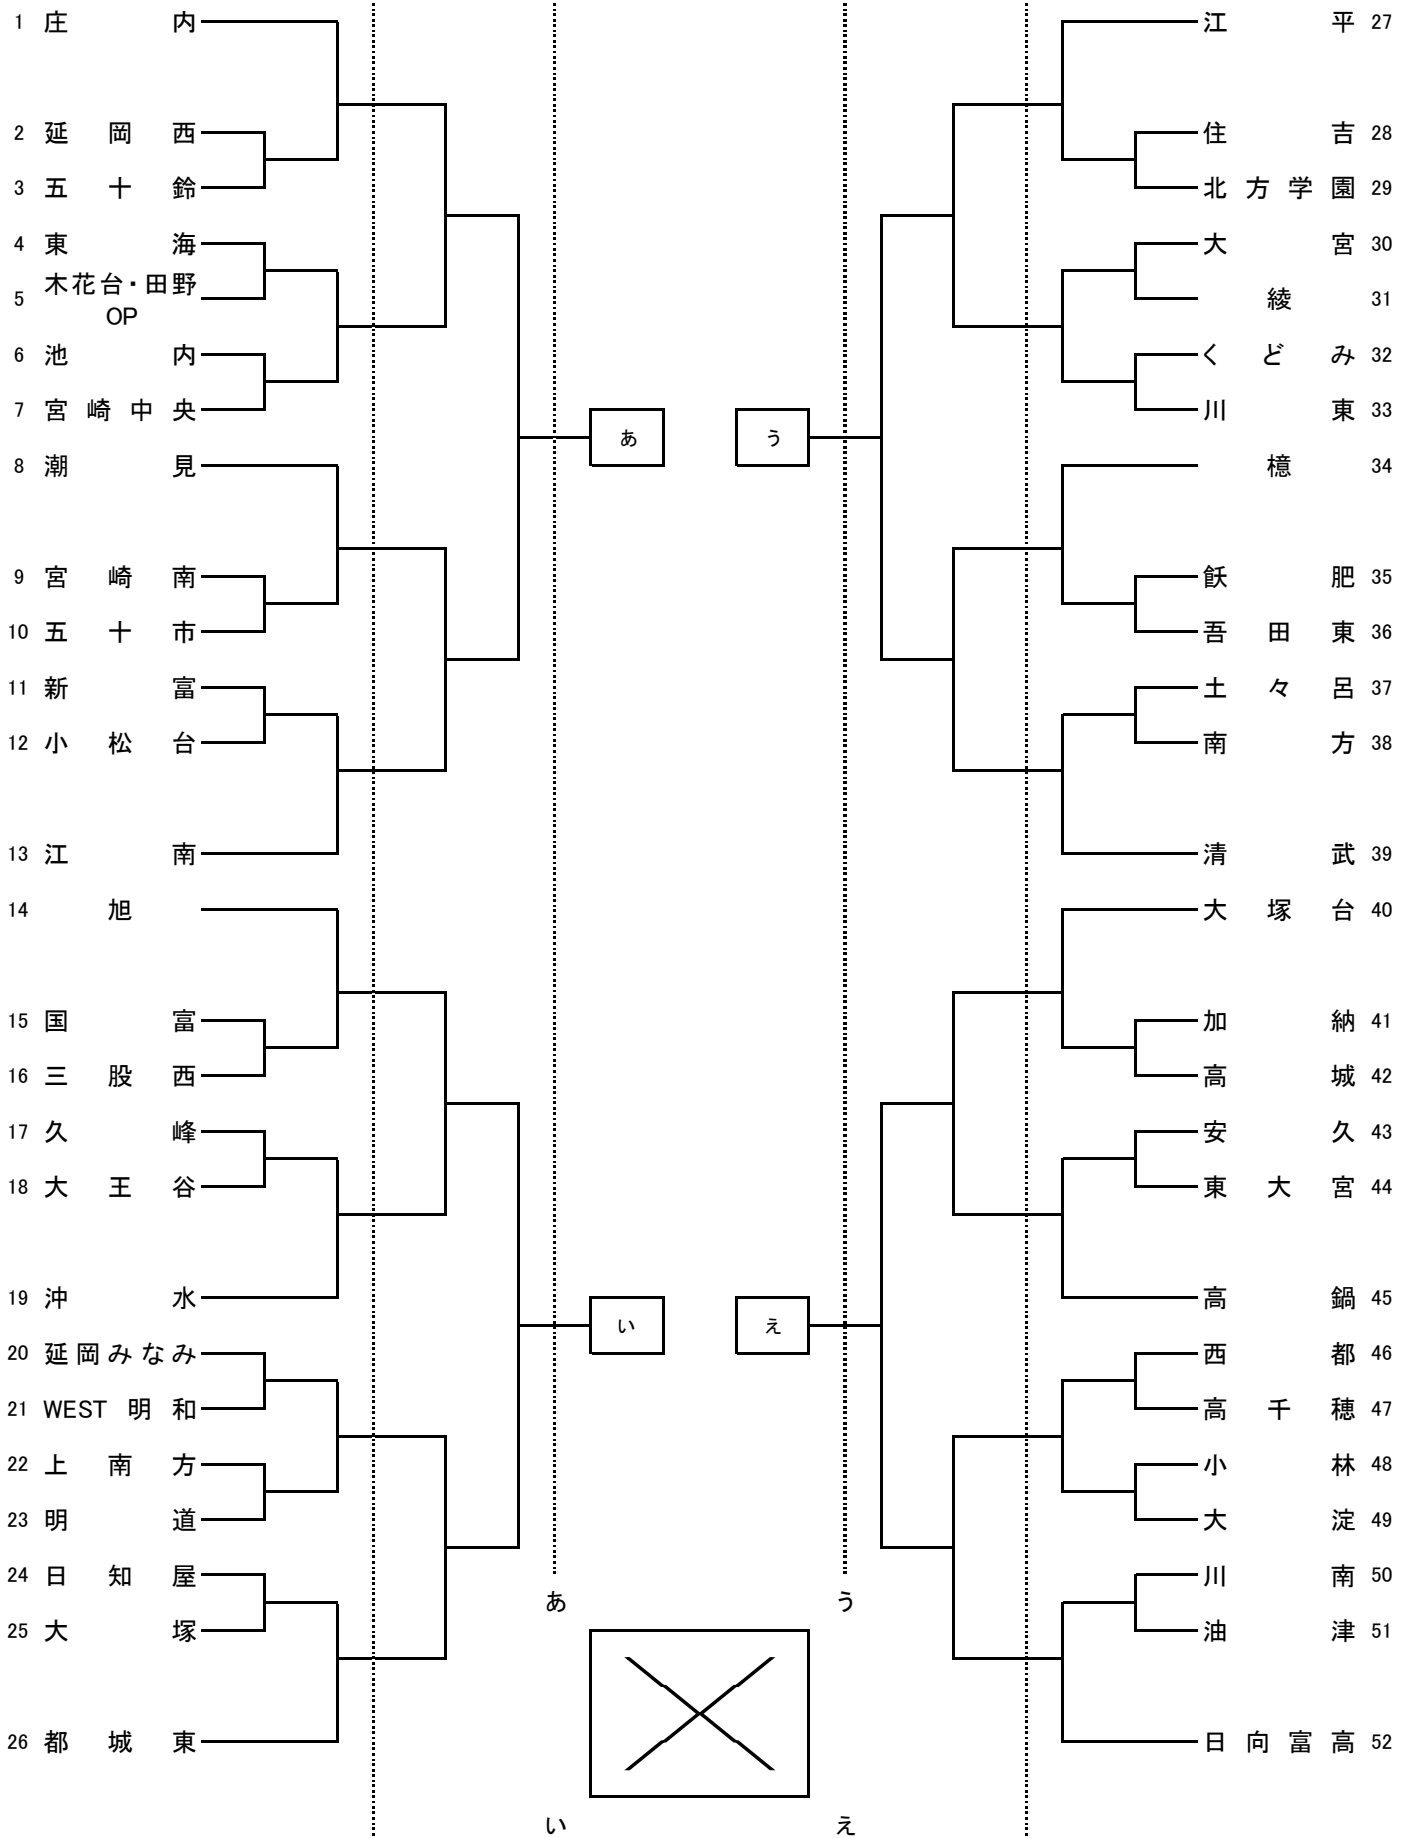 1 庄内
2 延岡西
3 五十鈴
4 東海
5 木花台・田野
OP
6 池内
7 宮崎中央
8 潮見
9 宮崎南
10 五十市
11 新富
12 小松台
13 江南
14 旭
15 国富
16 三股西
17 久峰
18 大王谷
19 沖水
20 延岡みなみ
21 WEST 明和
22 上南方
23 明道
24 日知屋
25 大塚
26 都城東
あ
い
う
え
江平 27
住吉 28
北方学園 29
大宮 30
綾 31
くどみ 32
川東 33
檍 34
飫肥 35
吾田東 36
土々呂 37
南方 38
清武 39
大塚台 40
加納 41
高城 42
安久 43
東大宮 44
高鍋 45
西都 46
高千穂 47
小林 48
大淀 49
川南 50
油津 51
日向富高 52
あ う
い え